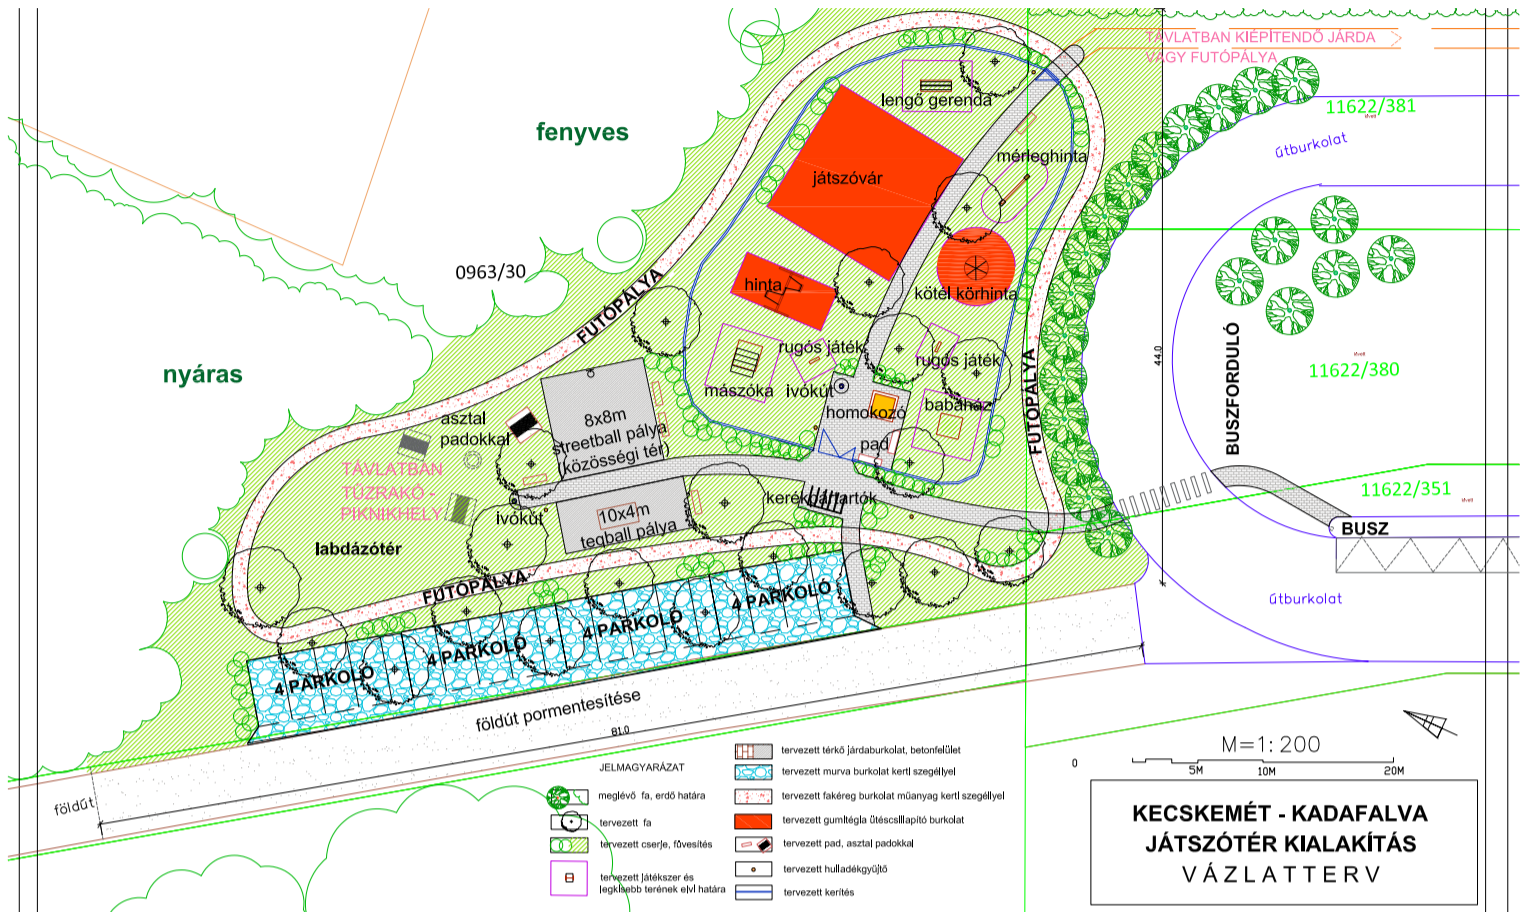 TÁVLATBAN KIÉPÍTENDŐ JÁRDA
VAGY FUTÓPÁLYA
11622/381
útburkolat
fenyves
lengő gerenda
mérleghinta
játszóvár
0963/30
FUTÓPÁLYA
hinta
kötél körhinta
nyáras
rugós játék
rugós játék
mászóka
ívókút
homokozó
babaház
pad
FUTÓPÁLYA
44.0
BUSZFORDULÓ
11622/380
asztal
padokkal
8x8m
streetball pálya
(közösségi tér)
TÁVLATBAN
TŰZRAKÓ -
PIKNIKHELY
ívókút
10x4m
teqball pálya
kerékpártartók
11622/351
BUSZ
labdázótér
FUTÓPÁLYA
4 PARKOLÓ
4 PARKOLÓ
4 PARKOLÓ
4 PARKOLÓ
útburkolat
földút pormentesítése
81.0
földút
JELMAGYARÁZAT
meglévő fa, erdő határa
tervezett fa
tervezett cserje, fűvesítés
tervezett játékszer és
legkisebb terének elvi határa
tervezett térkő járdaburkolat, betonfelület
tervezett murva burkolat kerti szegéllyel
tervezett fakéreg burkolat műanyag kerti szegéllyel
tervezett gumitégla ütéscsillapító burkolat
tervezett pad, asztal padokkal
tervezett hulladékgyűjtő
tervezett kerítés
M=1:200
0
5M
10M
20M
KECSKEMÉT - KADAFALVA
JÁTSZÓTÉR KIALAKÍTÁS
VÁZLATTERV